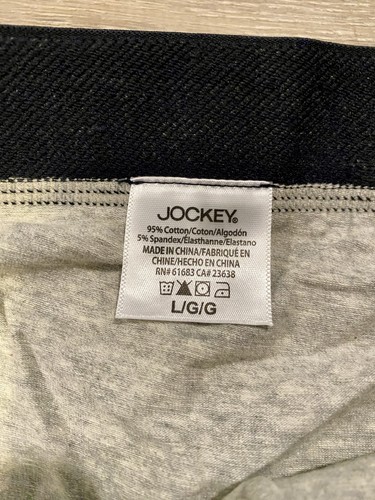 JOCKEY®
95% Cotton/Coton/Algodón
5% Spandex/Élasthanne/Elastano
MADE IN CHINA/FABRIQUÉ EN
CHINE/HECHO EN CHINA
RN# 61683 CA# 23638
L/G/G